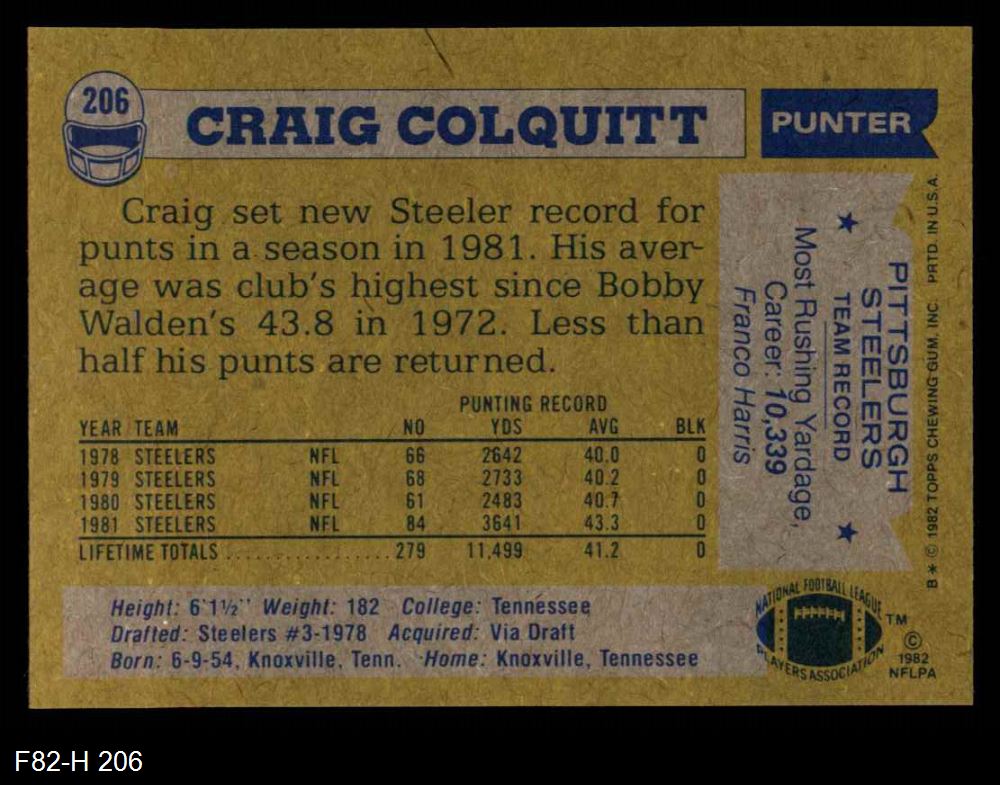 206
CRAIG COLQUITT
PUNTER
Craig set new Steeler record for
punts in a season in 1981. His aver-
age was club's highest since Bobby
Walden's 43.8 in 1972. Less than
half his punts are returned.
PUNTING RECORD
YEAR TEAM NO YDS AVG BLK
1978 STEELERS NFL 66 2642 40.0 0
1979 STEELERS NFL 68 2733 40.2 0
1980 STEELERS NFL 61 2483 40.7 0
1981 STEELERS NFL 84 3641 43.3 0
LIFETIME TOTALS ................ 279 11,499 41.2 0
Height: 6'1½" Weight: 182 College: Tennessee
Drafted: Steelers #3-1978 Acquired: Via Draft
Born: 6-9-54, Knoxville, Tenn. Home: Knoxville, Tennessee
PITTSBURGH
STEELERS
★ TEAM RECORD ★
Most Rushing Yardage,
Career: 10,339
Franco Harris
B * © 1982 TOPPS CHEWING GUM, INC. PRTD. IN U.S.A.
NATIONAL FOOTBALL LEAGUE
PLAYERS ASSOCIATION
TM
©
1982
NFLPA
F82-H 206